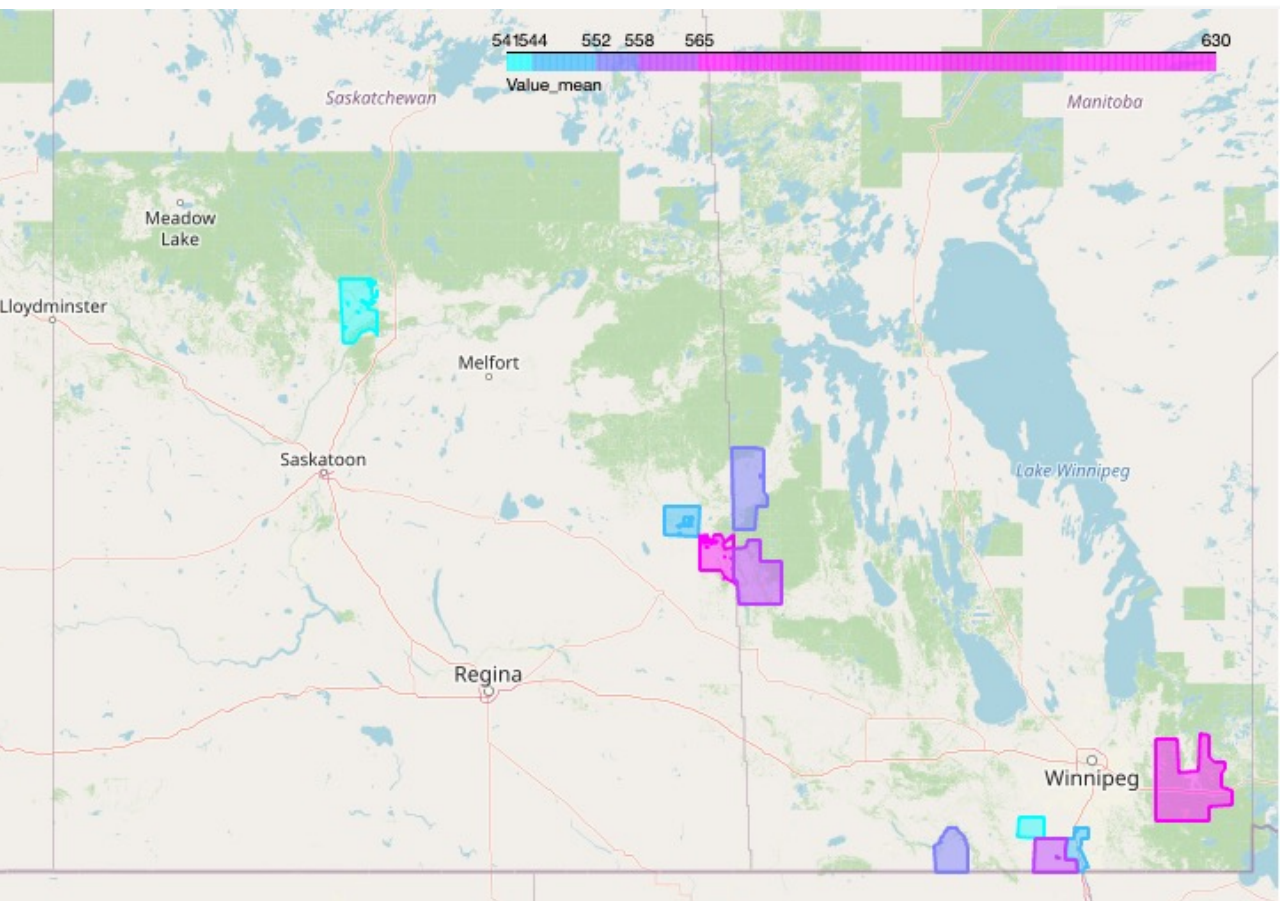 541544 552 558 565 630
Value_mean
Saskatchewan
Manitoba
Meadow
Lake
Lloydminster
Melfort
Saskatoon
Lake Winnipeg
Regina
Winnipeg